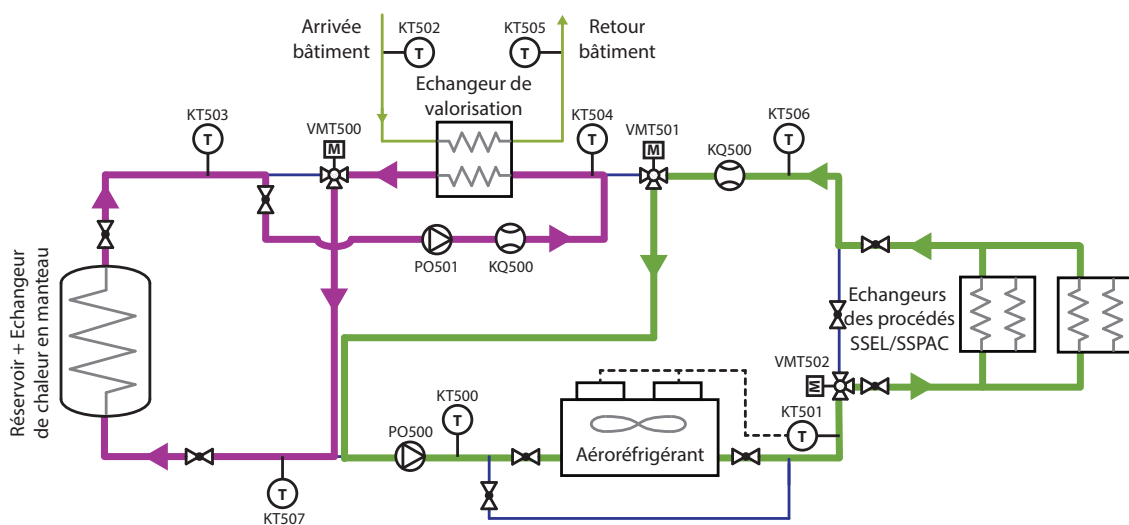 Arrivée
bâtiment
KT502
KT505
Retour
bâtiment
Echangeur de
valorisation
KT503
T
T
T
VMT500
M
KT504
T
VMT501
M
KQ500
KT506
T
PO501
KQ500
Réservoir + Echangeur
de chaleur en manteau
Echangeurs
des procédés
SSEL/SSPAC
VMT502
M
KT500
T
PO500
Aéroréfrigérant
KT501
T
T
KT507